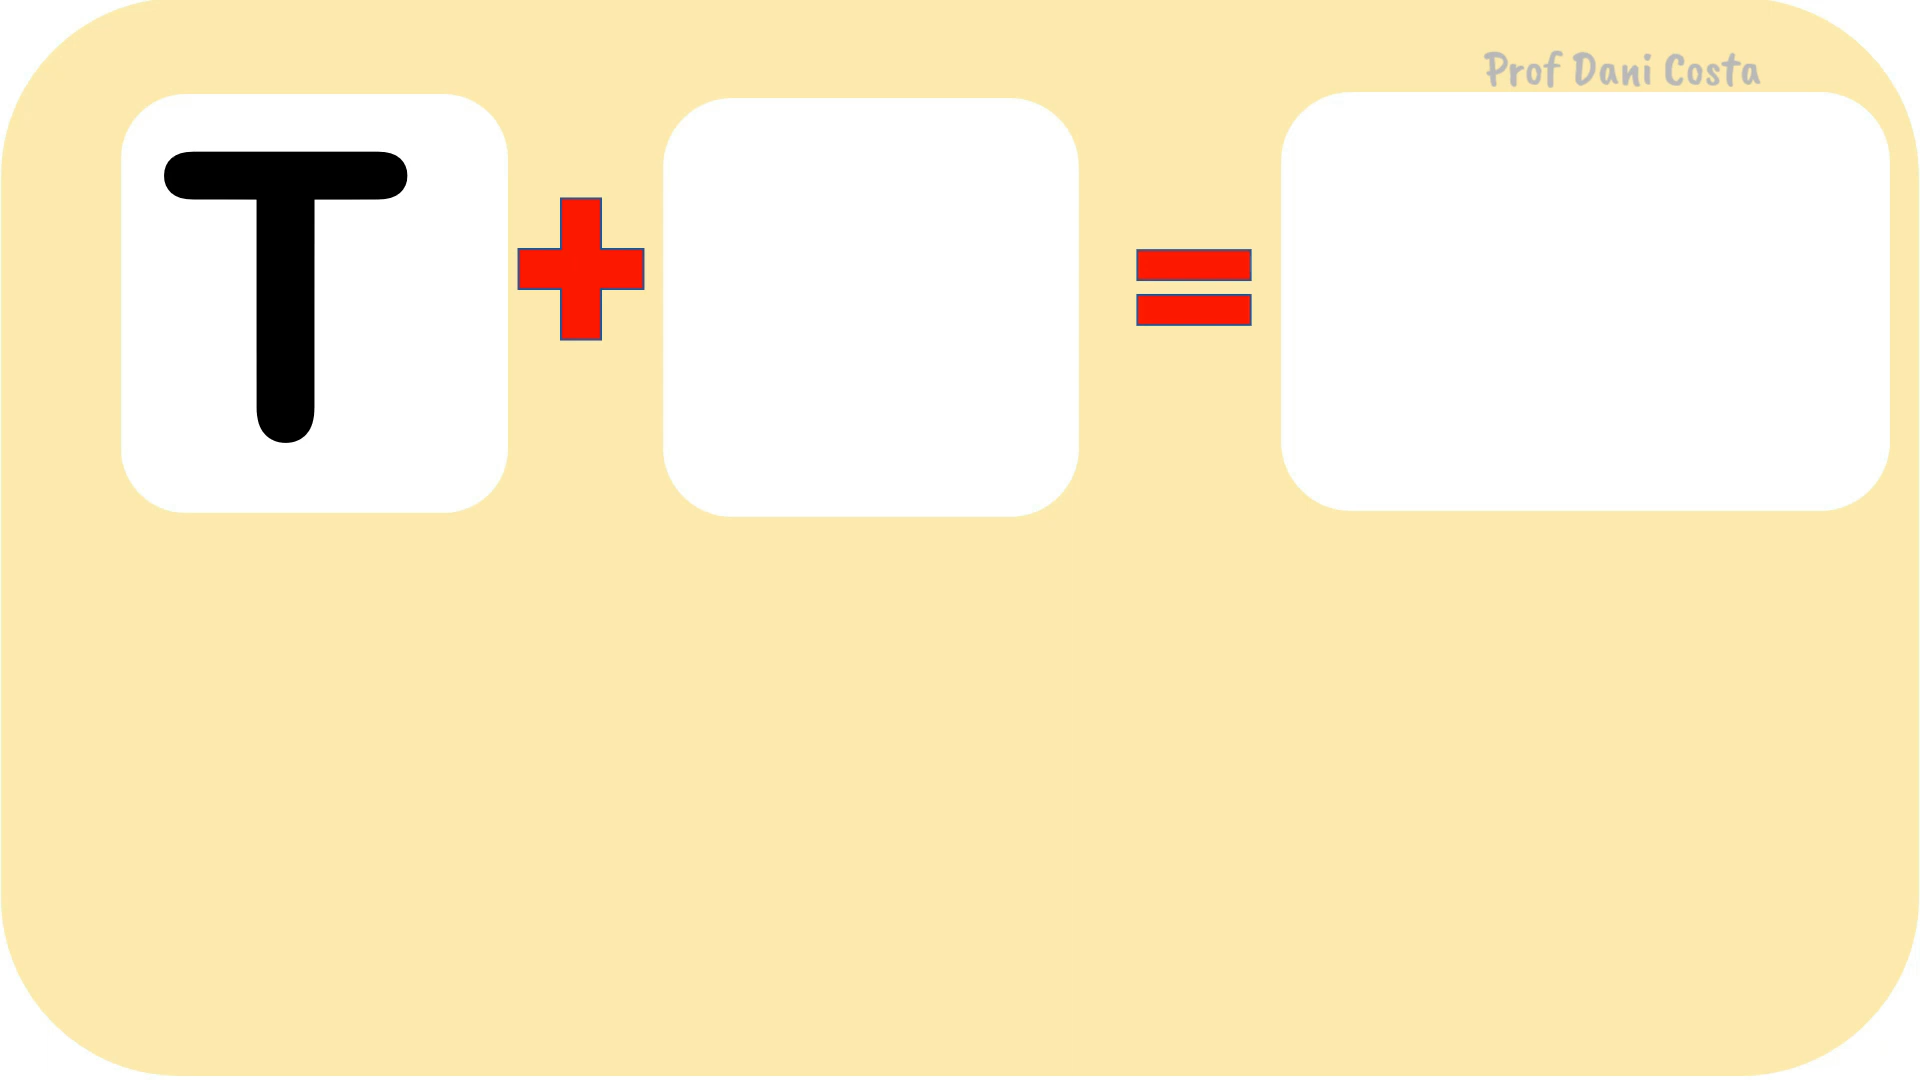 Prof Dani Costa
T + =